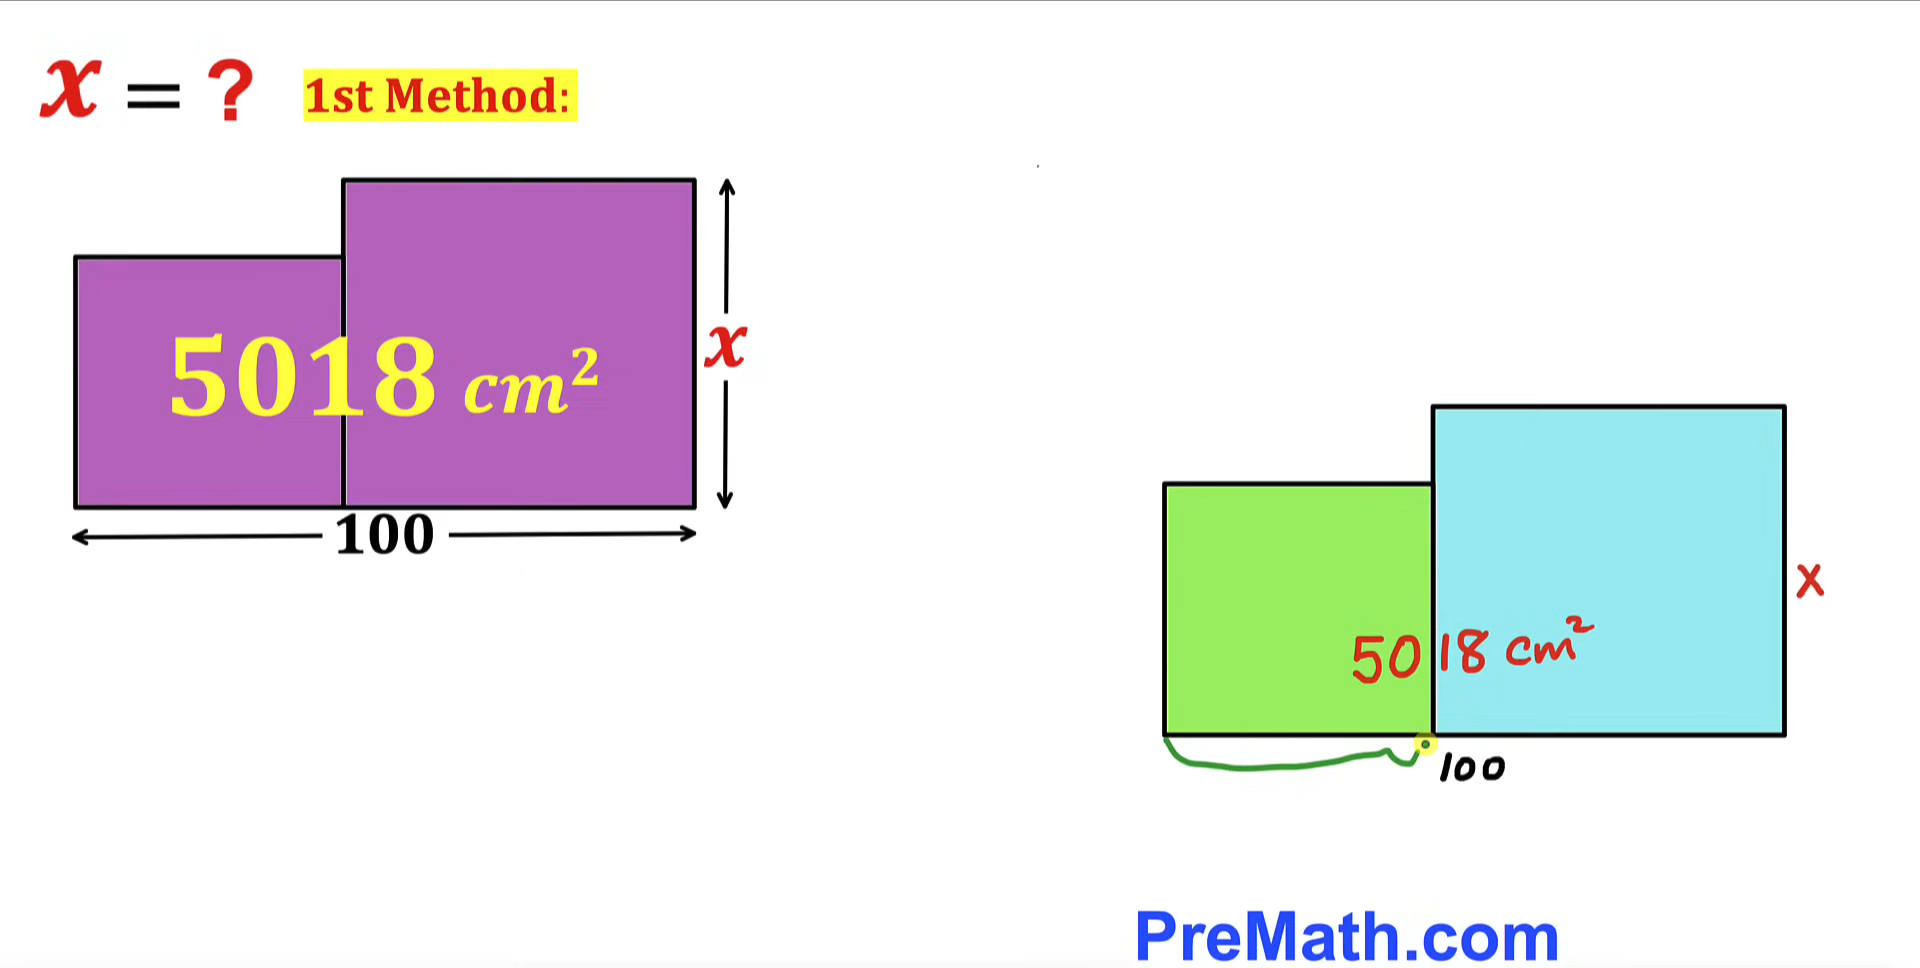 x = ? 1st Method:
5018 cm²
x
100
x
5018 cm²
100
PreMath.com